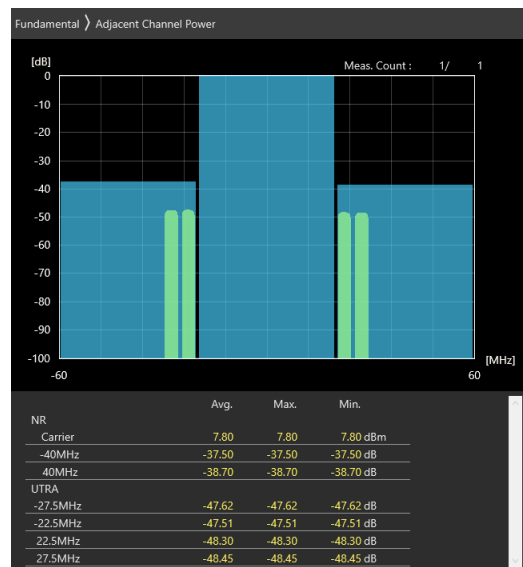 Fundamental ❭ Adjacent Channel Power
[dB]
Meas. Count : 1/ 1
0
-10
-20
-30
-40
-50
-60
-70
-80
-90
-100
[MHz]
-60 60
Avg. Max. Min.
NR
Carrier 7.80 7.80 7.80 dBm
-40MHz -37.50 -37.50 -37.50 dB
40MHz -38.70 -38.70 -38.70 dB
UTRA
-27.5MHz -47.62 -47.62 -47.62 dB
-22.5MHz -47.51 -47.51 -47.51 dB
22.5MHz -48.30 -48.30 -48.30 dB
27.5MHz -48.45 -48.45 -48.45 dB